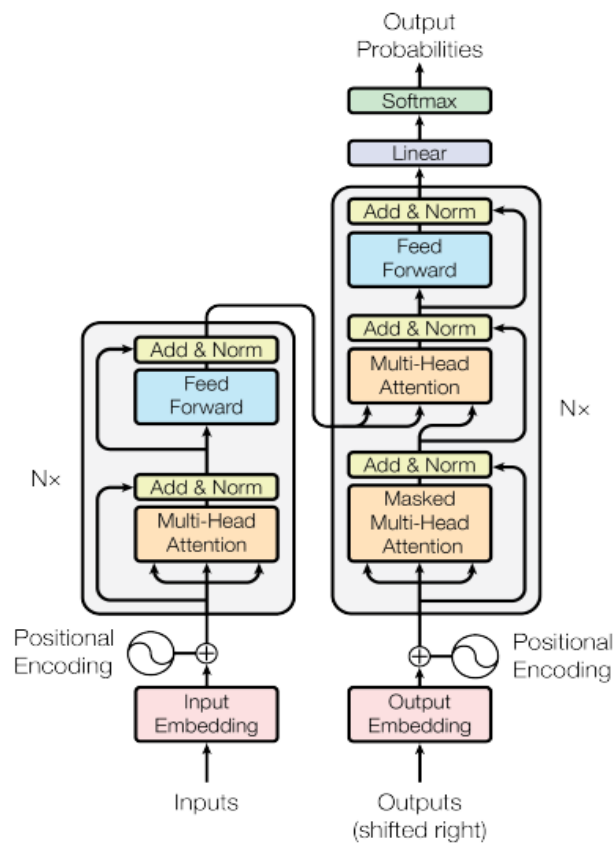 Output
Probabilities
Softmax
Linear
Add & Norm
Feed
Forward
Add & Norm
Multi-Head
Attention
Add & Norm
Masked
Multi-Head
Attention
N×
Add & Norm
Feed
Forward
Add & Norm
Multi-Head
Attention
N×
Positional
Encoding
Positional
Encoding
Input
Embedding
Output
Embedding
Inputs
Outputs
(shifted right)